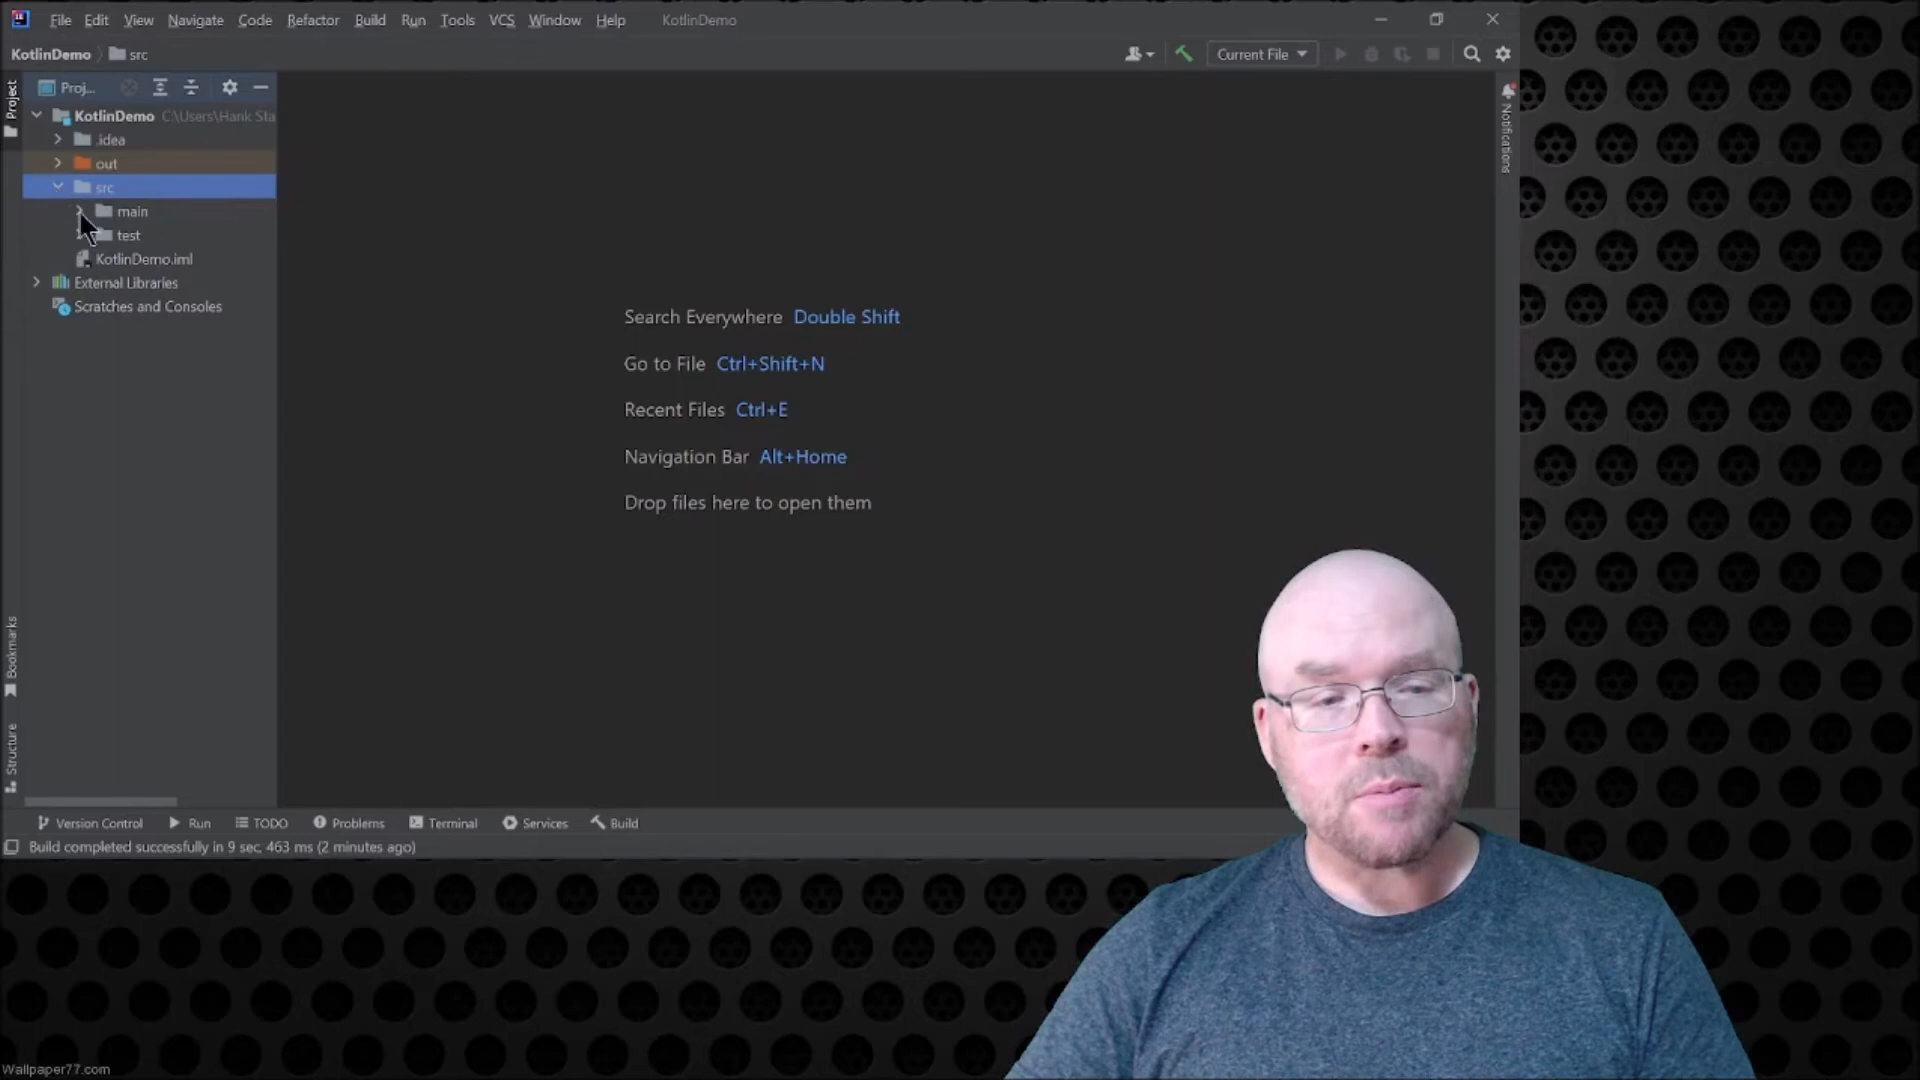 File Edit View Navigate Code Refactor Build Run Tools VCS Window Help KotlinDemo
KotlinDemo src
Current File
Project
Proj...
KotlinDemo C:\Users\Hank Sta
.idea
out
src
main
test
KotlinDemo.iml
External Libraries
Scratches and Consoles
Notifications
Search Everywhere Double Shift
Go to File Ctrl+Shift+N
Recent Files Ctrl+E
Navigation Bar Alt+Home
Drop files here to open them
Bookmarks
Structure
Version Control Run TODO Problems Terminal Services Build
Build completed successfully in 9 sec, 463 ms (2 minutes ago)
Wallpaper77.com